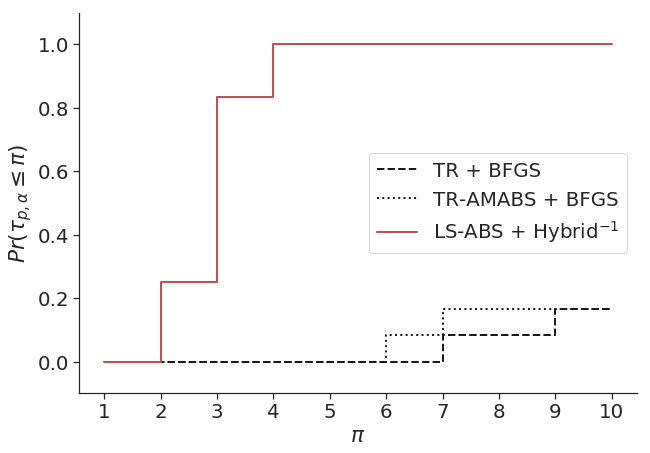 1.0
0.8
0.6
0.4
0.2
0.0
Pr(τ_{p, α} ≤ π)
TR + BFGS
TR-AMABS + BFGS
LS-ABS + Hybrid⁻¹
1 2 3 4 5 6 7 8 9 10
π